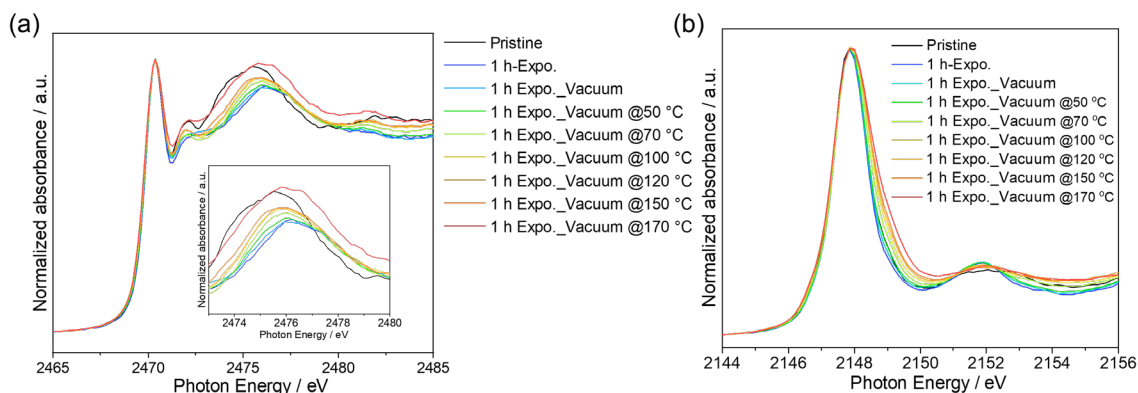 (a)
Normalized absorbance / a.u.
2465 2470 2475 2480 2485
Photon Energy / eV
Normalized absorbance / a.u.
2474 2476 2478 2480
Photon Energy / eV
Pristine
1 h-Expo.
1 h Expo._Vacuum
1 h Expo._Vacuum @50 °C
1 h Expo._Vacuum @70 °C
1 h Expo._Vacuum @100 °C
1 h Expo._Vacuum @120 °C
1 h Expo._Vacuum @150 °C
1 h Expo._Vacuum @170 °C
(b)
Normalized absorbance / a.u.
2144 2146 2148 2150 2152 2154 2156
Photon Energy / eV
Pristine
1 h-Expo.
1 h Expo._Vacuum
1 h Expo._Vacuum @50 °C
1 h Expo._Vacuum @70 °C
1 h Expo._Vacuum @100 °C
1 h Expo._Vacuum @120 °C
1 h Expo._Vacuum @150 °C
1 h Expo._Vacuum @170 °C